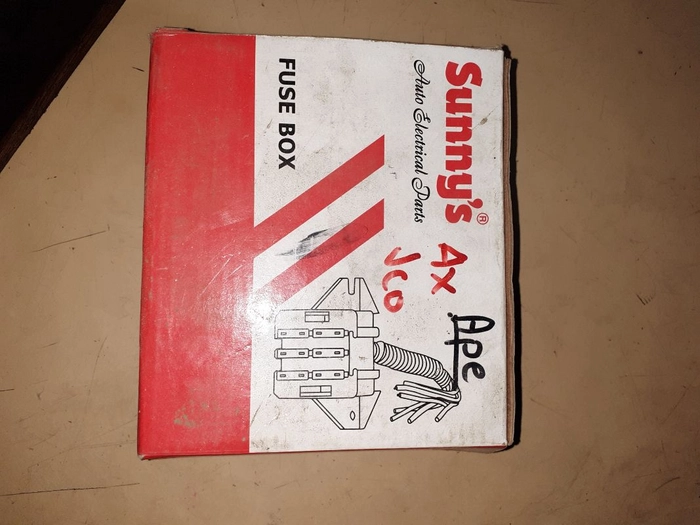 Sunny's®
Auto Electrical Parts
FUSE BOX
4x
JCO
Ape